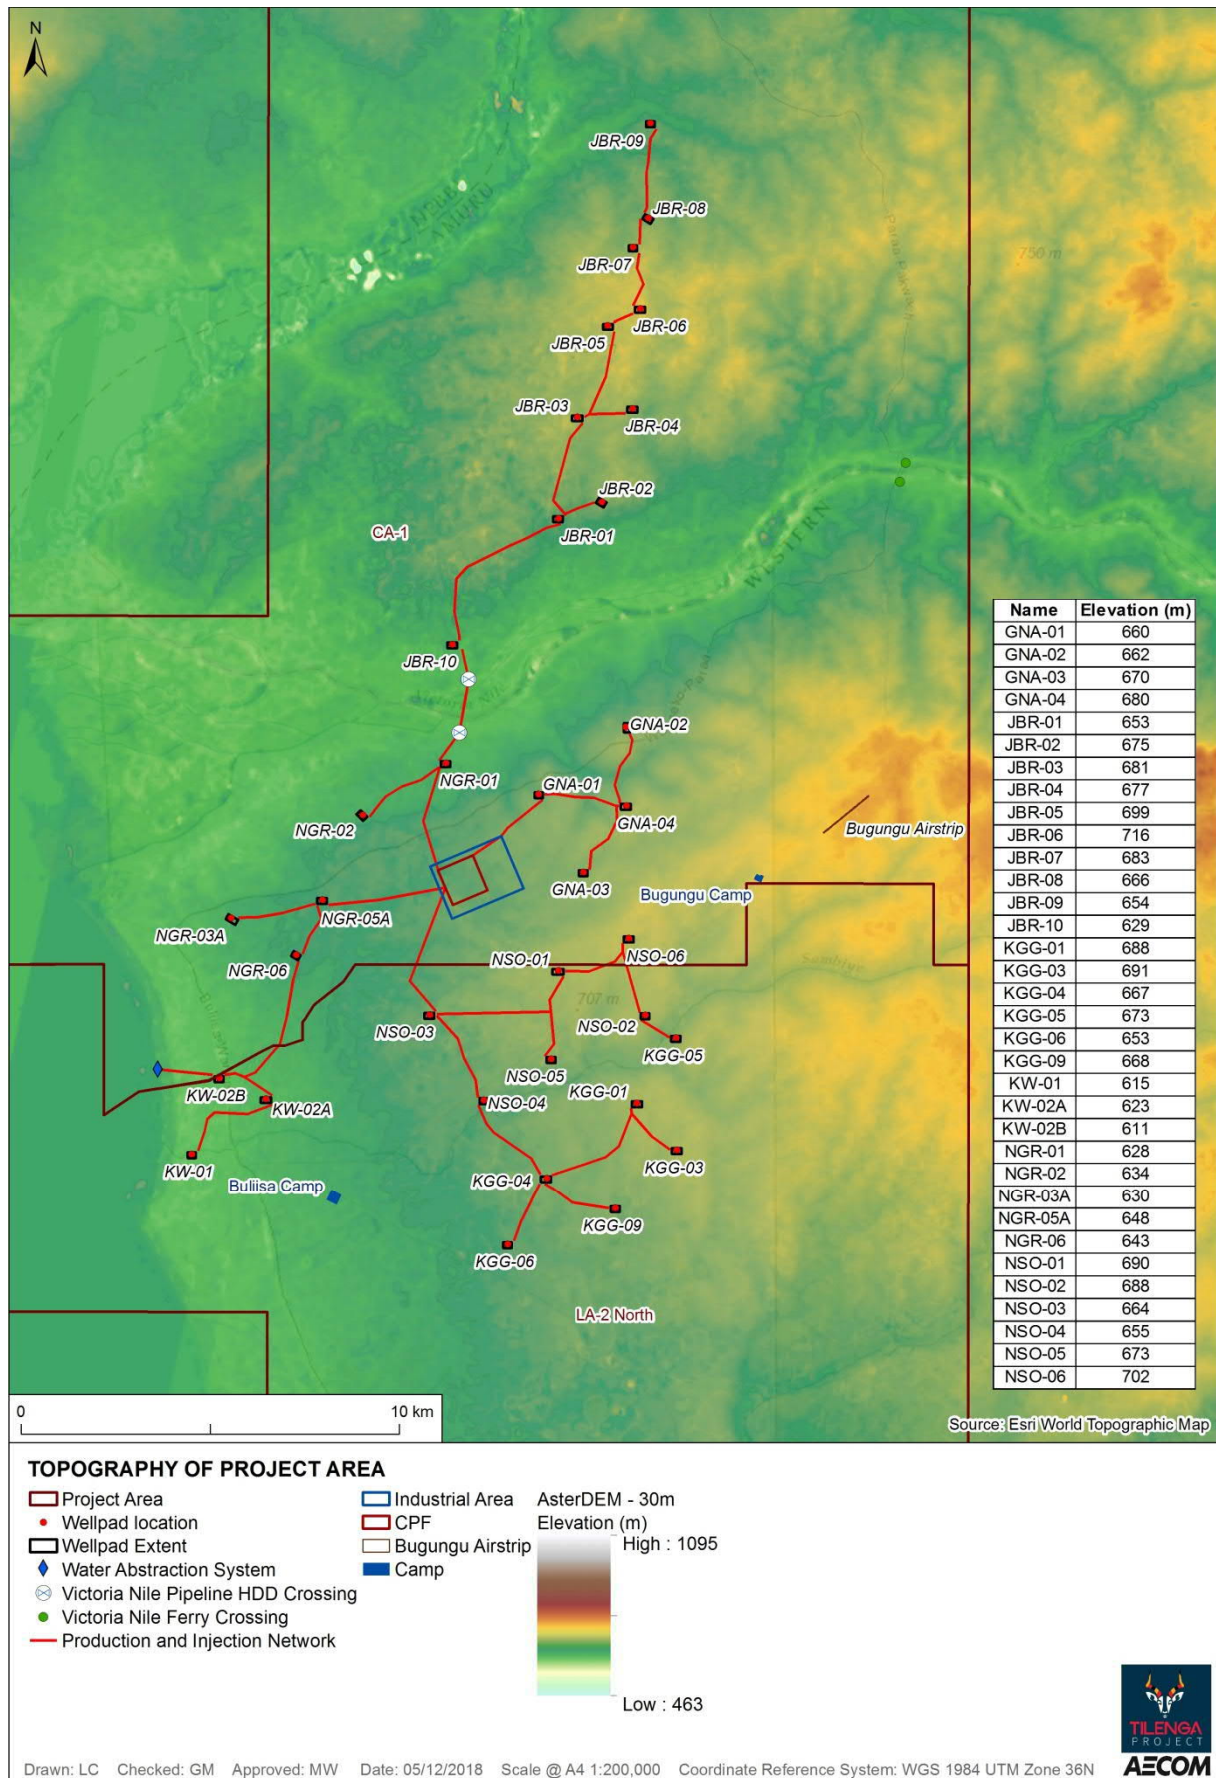 N
JBR-09
JBR-08
NEBBI
AMURU
JBR-07
750 m
JBR-06
JBR-05
JBR-03
JBR-04
JBR-02
JBR-01
CA-1
WESTERN
JBR-10
Victoria Nile
GNA-02
NGR-01
GNA-01
NGR-02
GNA-04
Bugungu Airstrip
GNA-03
Bugungu Camp
NGR-05A
NGR-03A
NSO-06
NGR-06
NSO-01
Sambiye
707 m
NSO-03
NSO-02
KGG-05
NSO-05
KW-02B
KW-02A
NSO-04
KGG-01
KW-01
KGG-03
Buliisa Camp
KGG-04
KGG-09
KGG-06
LA-2 North
Name Elevation (m)
GNA-01 660
GNA-02 662
GNA-03 670
GNA-04 680
JBR-01 653
JBR-02 675
JBR-03 681
JBR-04 677
JBR-05 699
JBR-06 716
JBR-07 683
JBR-08 666
JBR-09 654
JBR-10 629
KGG-01 688
KGG-03 691
KGG-04 667
KGG-05 673
KGG-06 653
KGG-09 668
KW-01 615
KW-02A 623
KW-02B 611
NGR-01 628
NGR-02 634
NGR-03A 630
NGR-05A 648
NGR-06 643
NSO-01 690
NSO-02 688
NSO-03 664
NSO-04 655
NSO-05 673
NSO-06 702
0 10 km
Source: Esri World Topographic Map
TOPOGRAPHY OF PROJECT AREA
Project Area
Wellpad location
Wellpad Extent
Water Abstraction System
Victoria Nile Pipeline HDD Crossing
Victoria Nile Ferry Crossing
Production and Injection Network
Industrial Area
CPF
Bugungu Airstrip
Camp
AsterDEM - 30m
Elevation (m)
High : 1095
Low : 463
TILENGA
PROJECT
AECOM
Drawn: LC Checked: GM Approved: MW Date: 05/12/2018 Scale @ A4 1:200,000 Coordinate Reference System: WGS 1984 UTM Zone 36N